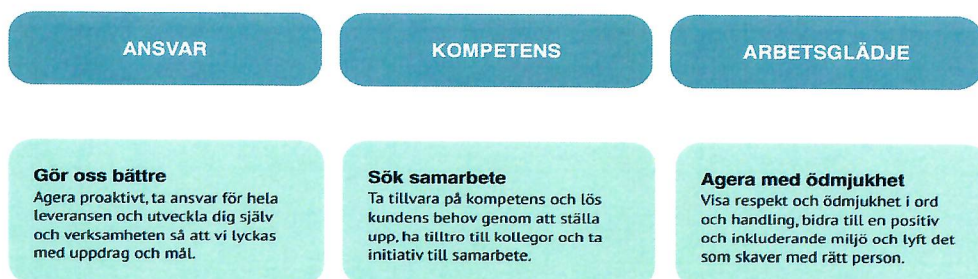 ANSVAR
KOMPETENS
ARBETSGLÄDJE
Gör oss bättre
Agera proaktivt, ta ansvar för hela
leveransen och utveckla dig själv
och verksamheten så att vi lyckas
med uppdrag och mål.
Sök samarbete
Ta tillvara på kompetens och lös
kundens behov genom att ställa
upp, ha tilltro till kollegor och ta
initiativ till samarbete.
Agera med ödmjukhet
Visa respekt och ödmjukhet i ord
och handling, bidra till en positiv
och inkluderande miljö och lyft det
som skaver med rätt person.